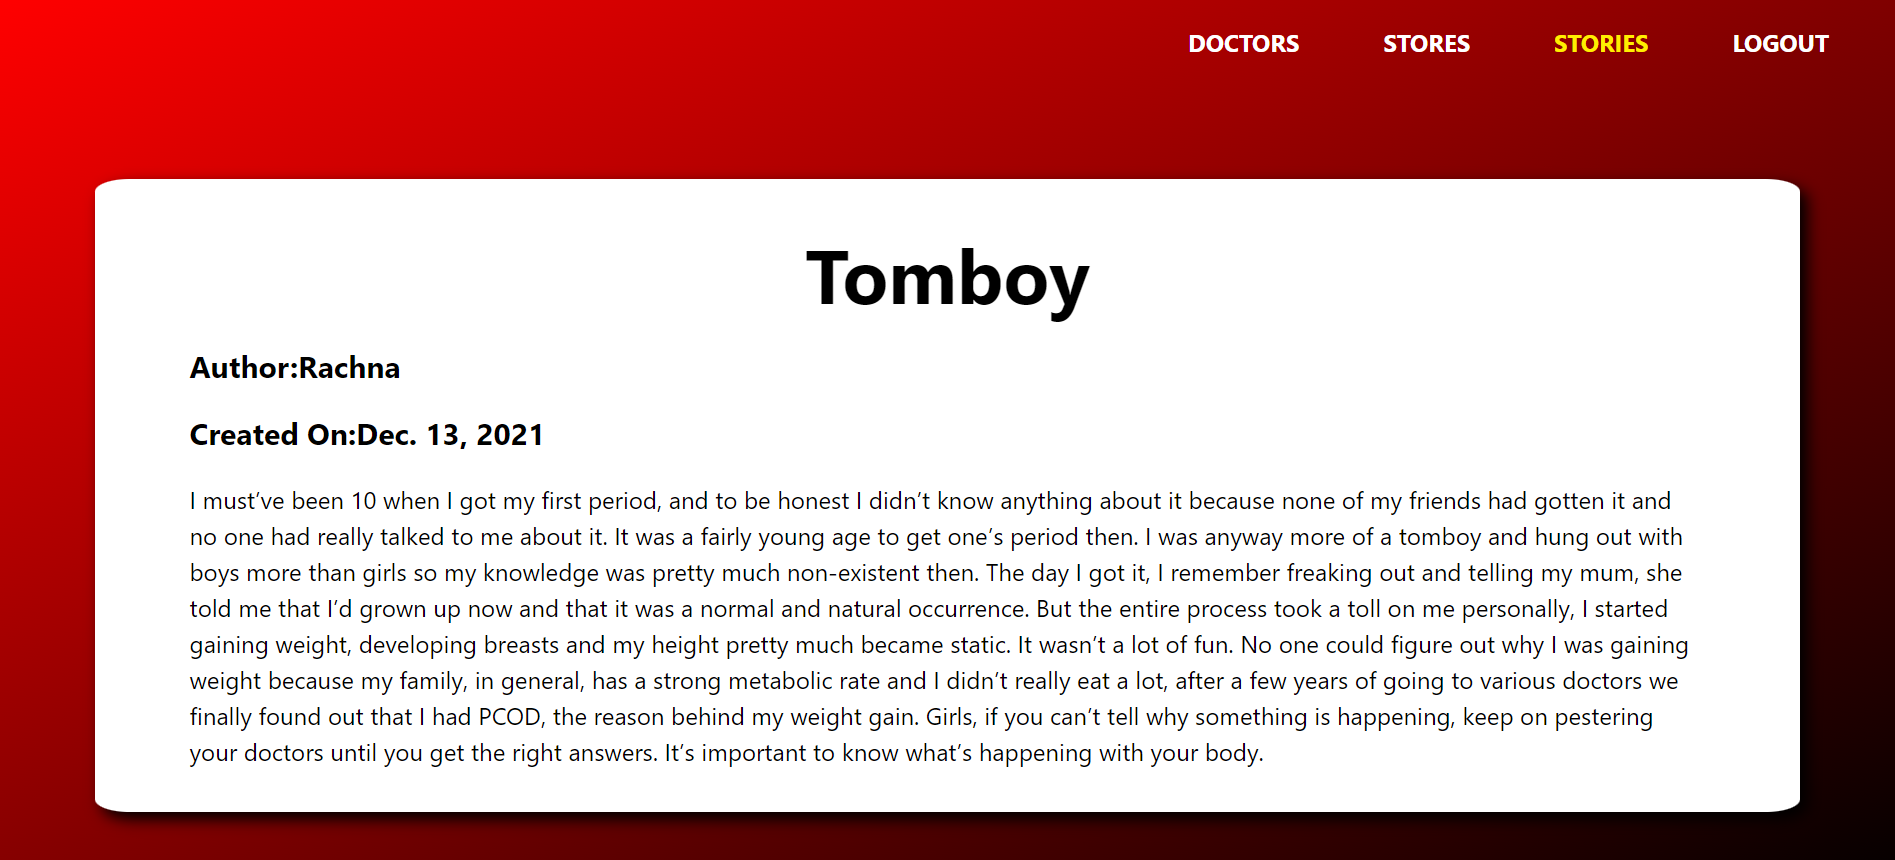 DOCTORS STORES STORIES LOGOUT
Tomboy
Author:Rachna
Created On:Dec. 13, 2021
I must’ve been 10 when I got my first period, and to be honest I didn’t know anything about it because none of my friends had gotten it and
no one had really talked to me about it. It was a fairly young age to get one’s period then. I was anyway more of a tomboy and hung out with
boys more than girls so my knowledge was pretty much non-existent then. The day I got it, I remember freaking out and telling my mum, she
told me that I’d grown up now and that it was a normal and natural occurrence. But the entire process took a toll on me personally, I started
gaining weight, developing breasts and my height pretty much became static. It wasn’t a lot of fun. No one could figure out why I was gaining
weight because my family, in general, has a strong metabolic rate and I didn’t really eat a lot, after a few years of going to various doctors we
finally found out that I had PCOD, the reason behind my weight gain. Girls, if you can’t tell why something is happening, keep on pestering
your doctors until you get the right answers. It’s important to know what’s happening with your body.